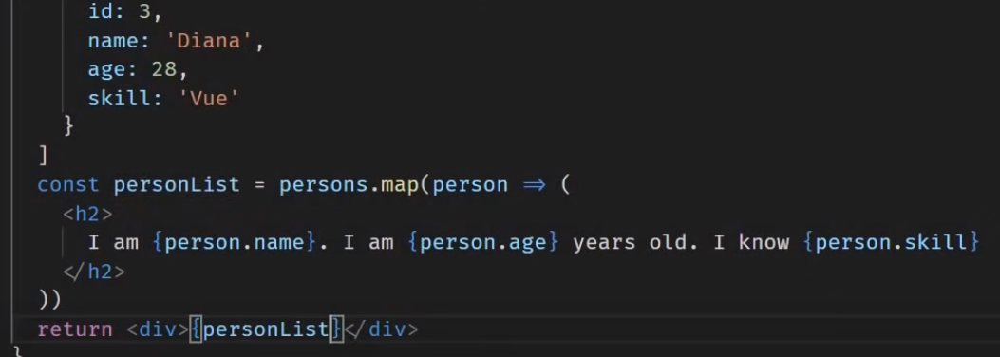 id: 3,
name: 'Diana',
age: 28,
skill: 'Vue'
}
]
const personList = persons.map(person => (
<h2>
I am {person.name}. I am {person.age} years old. I know {person.skill}
</h2>
))
return <div>{personList}</div>
}